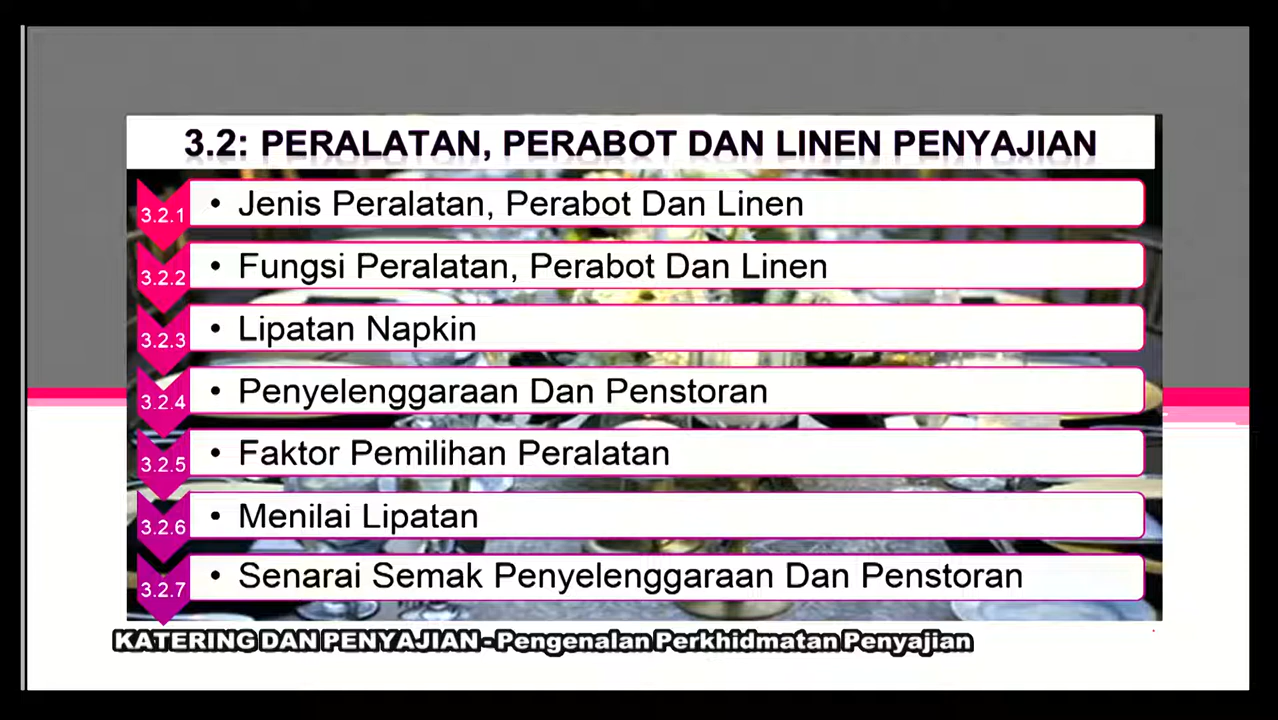 3.2: PERALATAN, PERABOT DAN LINEN PENYAJIAN
3.2.1 • Jenis Peralatan, Perabot Dan Linen
3.2.2 • Fungsi Peralatan, Perabot Dan Linen
3.2.3 • Lipatan Napkin
3.2.4 • Penyelenggaraan Dan Penstoran
3.2.5 • Faktor Pemilihan Peralatan
3.2.6 • Menilai Lipatan
3.2.7 • Senarai Semak Penyelenggaraan Dan Penstoran
KATERING DAN PENYAJIAN - Pengenalan Perkhidmatan Penyajian